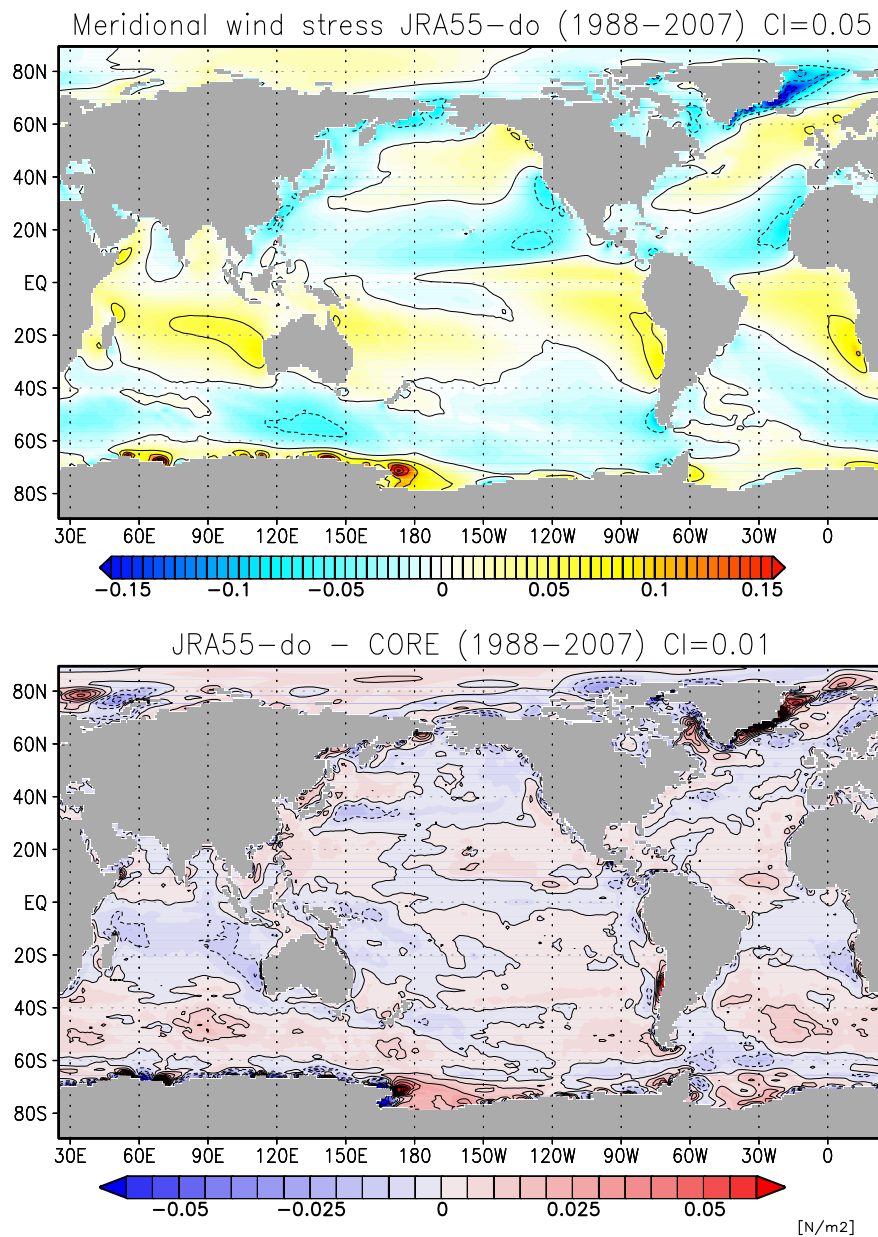 Meridional wind stress JRA55-do (1988-2007) CI=0.05
80N
60N
40N
20N
EQ
20S
40S
60S
80S
30E 60E 90E 120E 150E 180 150W 120W 90W 60W 30W 0
-0.15 -0.1 -0.05 0 0.05 0.1 0.15
JRA55-do - CORE (1988-2007) CI=0.01
80N
60N
40N
20N
EQ
20S
40S
60S
80S
30E 60E 90E 120E 150E 180 150W 120W 90W 60W 30W 0
-0.05 -0.025 0 0.025 0.05
[N/m2]